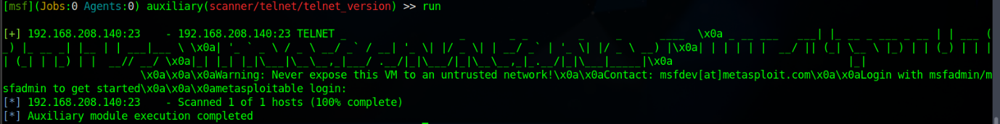 [msf](Jobs:0 Agents:0) auxiliary(scanner/telnet/telnet_version) >> run
[+] 192.168.208.140:23    - 192.168.208.140:23 TELNET _                  _       _ _        _     _      ____  \x0a _ __ ___   ___| |_ __ _ ___ _ __ | | ___ (
_) |_ __ _| |__ | | ___|___ \ \x0a| '_ ` _ \ / _ \ __/ _` / __| '_ \| |/ _ \| | __/ _` | '_ \| |/ _ \ __) |\x0a| | | | | |  __/ || (_| \__ \ |_) | | (_) | | |
| (_| | |_) | |  __// __/ \x0a|_| |_| |_|\___|\__\__,_|___/ .__/|_|\___/|_|\__\__,_|_.__/|_|\___|_____|\x0a                            |_|
                      \x0a\x0a\x0aWarning: Never expose this VM to an untrusted network!\x0a\x0aContact: msfdev[at]metasploit.com\x0a\x0aLogin with msfadmin/m
sfadmin to get started\x0a\x0a\x0ametasploitable login:
[*] 192.168.208.140:23    - Scanned 1 of 1 hosts (100% complete)
[*] Auxiliary module execution completed